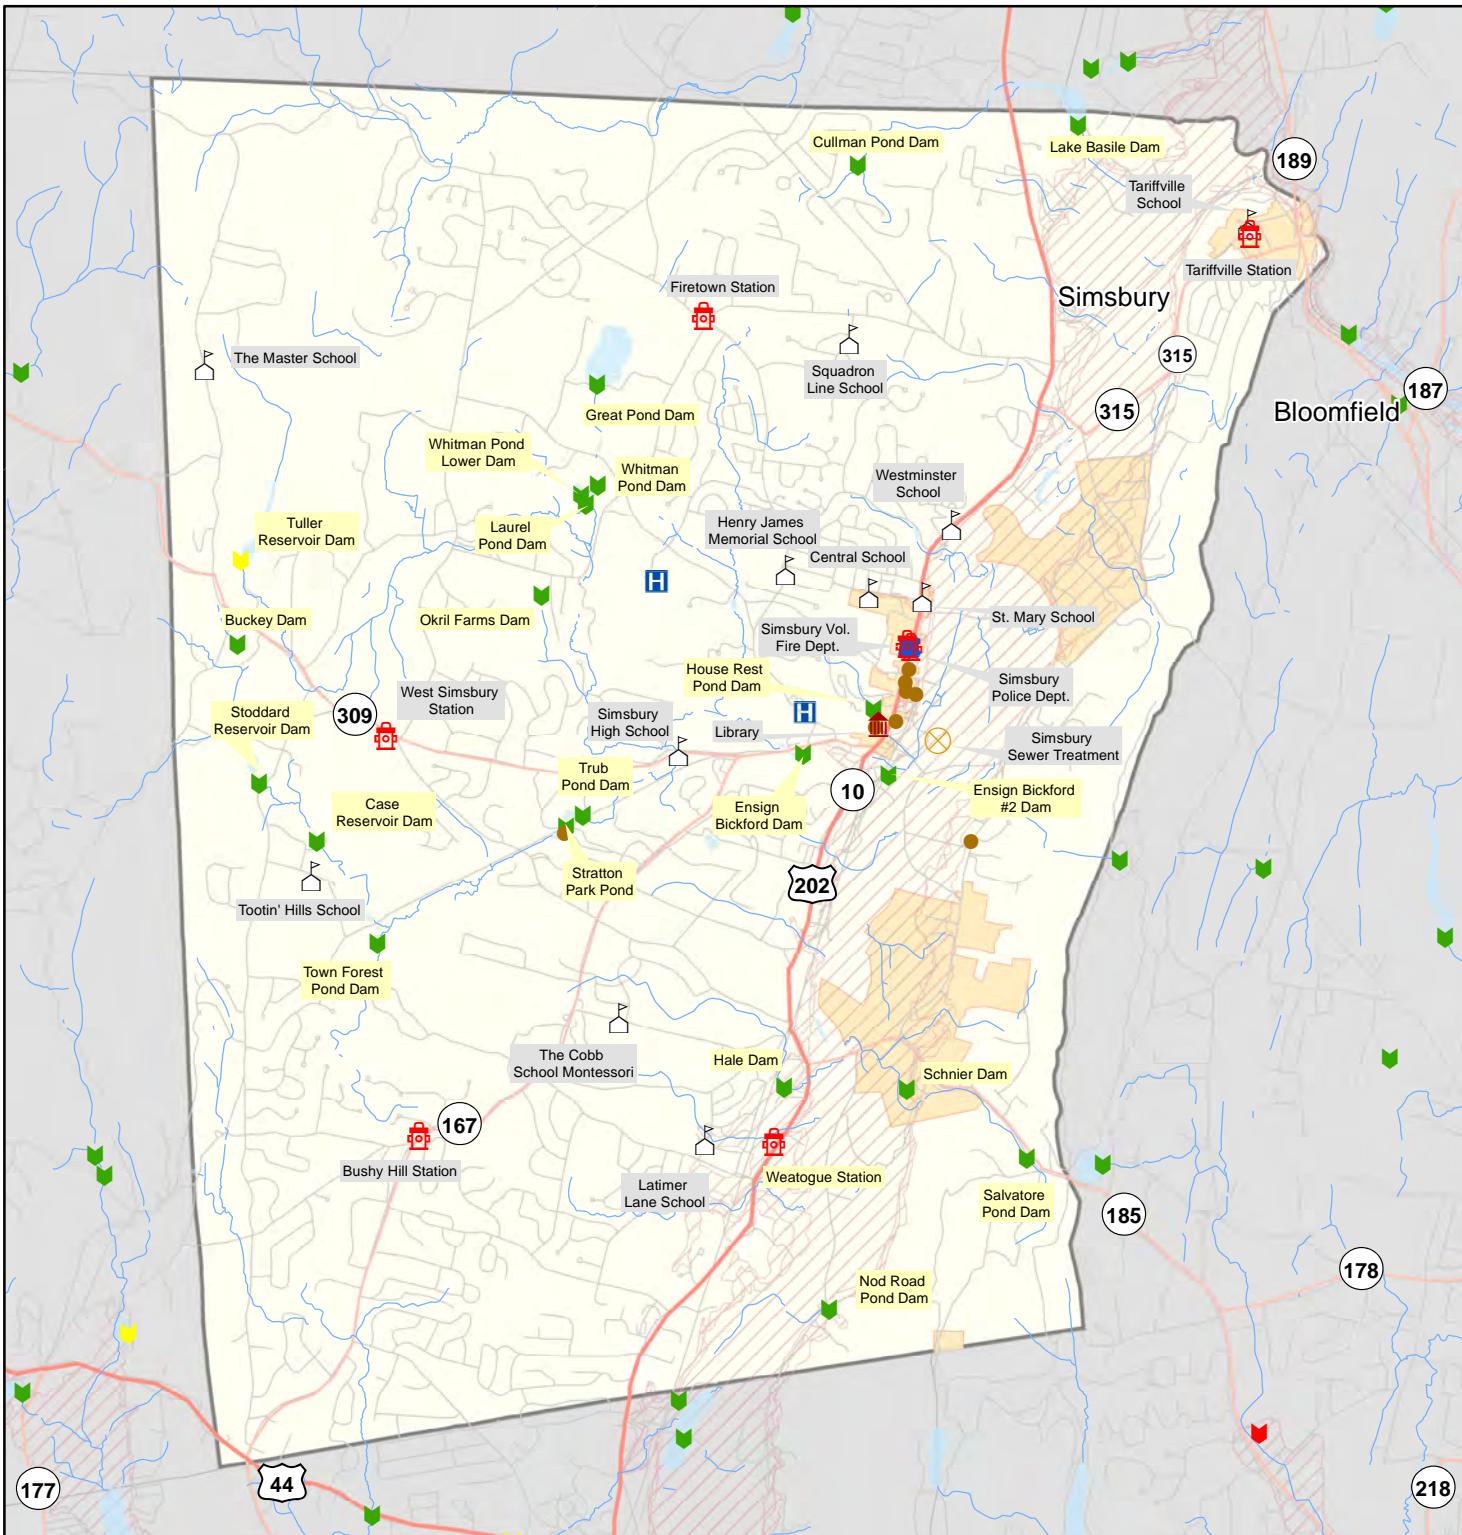 Cullman Pond Dam
Lake Basile Dam
189
Tariffville
School
Tariffville Station
Firetown Station
Simsbury
The Master School
Squadron
Line School
315
315
187
Bloomfield
Great Pond Dam
Whitman Pond
Lower Dam
Whitman
Pond Dam
Westminster
School
Tuller
Reservoir Dam
Laurel
Pond Dam
Henry James
Memorial School
Central School
H
Buckey Dam
Okril Farms Dam
St. Mary School
Simsbury Vol.
Fire Dept.
House Rest
Pond Dam
Simsbury
Police Dept.
West Simsbury
Station
309
Stoddard
Reservoir Dam
Simsbury
High School
H
Library
Simsbury
Sewer Treatment
Trub
Pond Dam
10
Ensign Bickford
#2 Dam
Case
Reservoir Dam
Ensign
Bickford Dam
Stratton
Park Pond
202
Tootin' Hills School
Town Forest
Pond Dam
The Cobb
School Montessori
Hale Dam
Schnier Dam
167
Bushy Hill Station
Latimer
Lane School
Weatogue Station
Salvatore
Pond Dam
185
178
Nod Road
Pond Dam
177
44
218